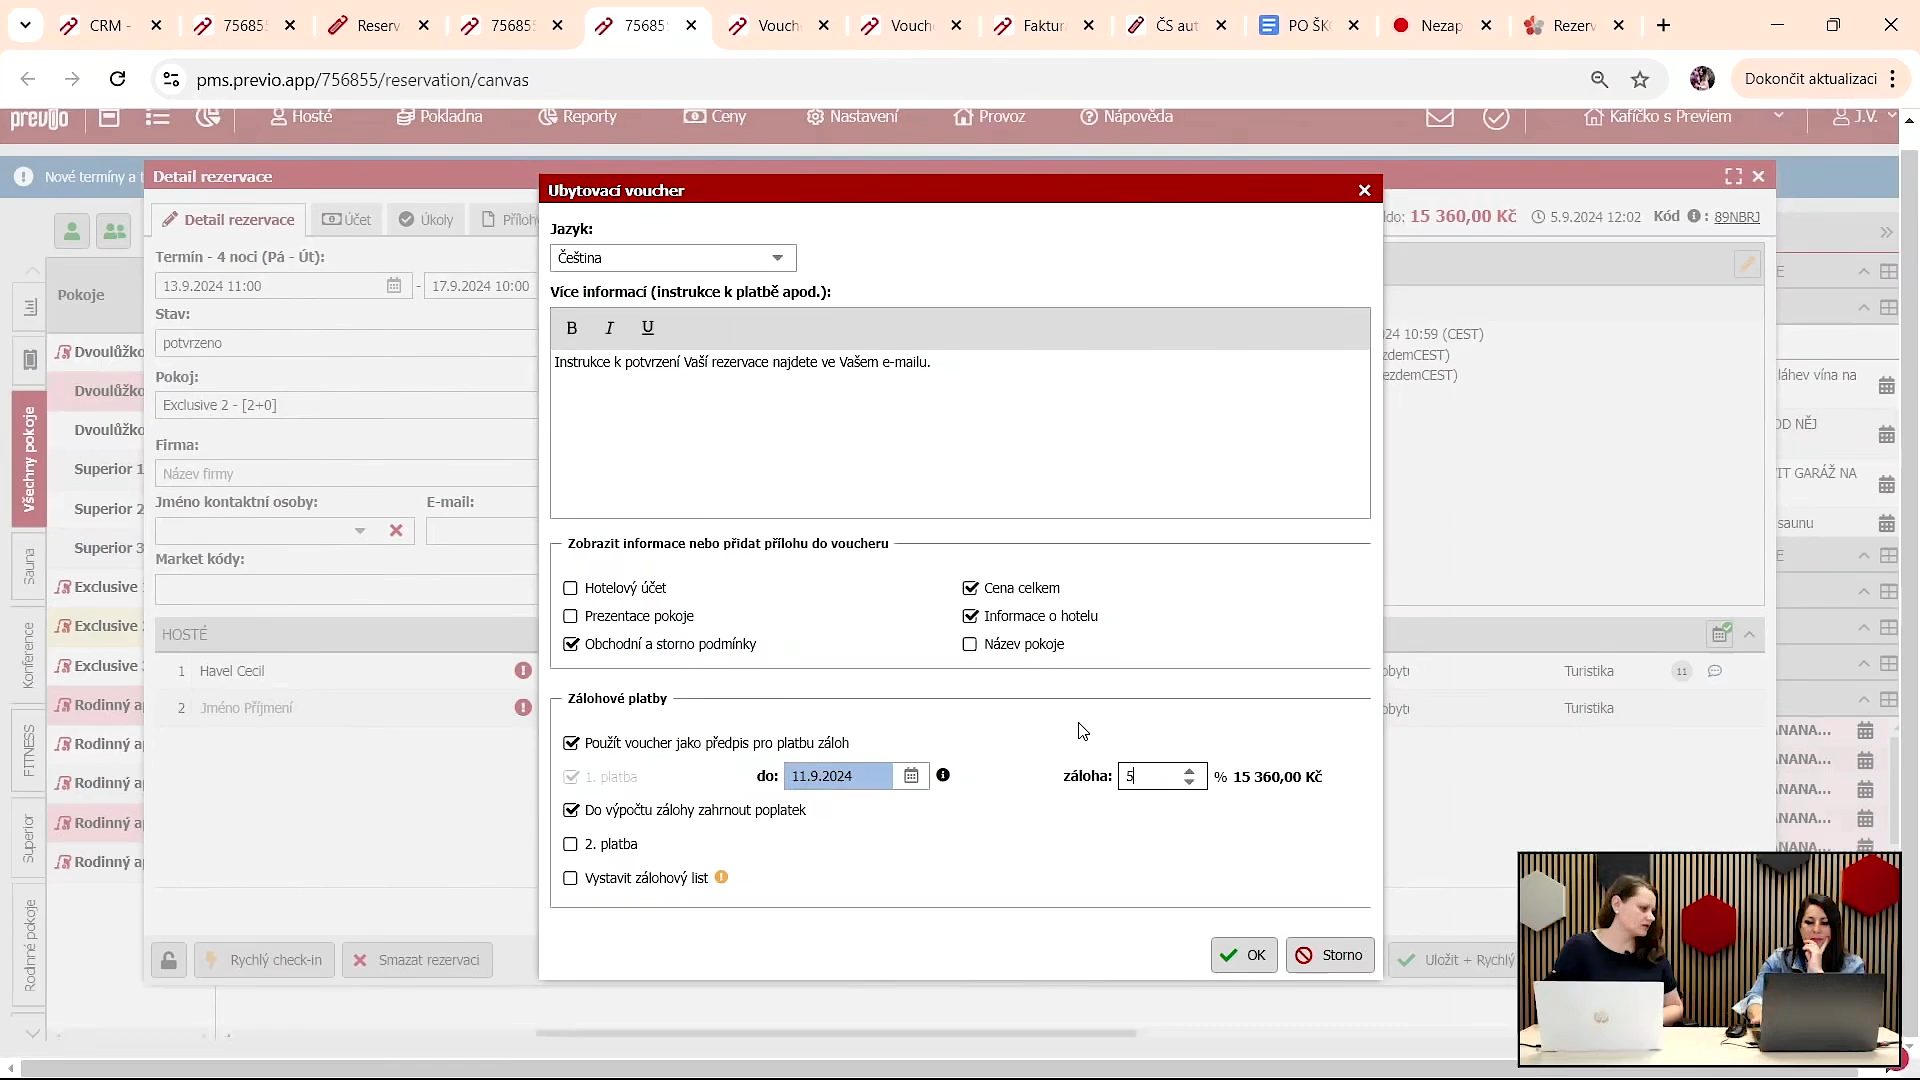 CRM -
75685
Reserv
75685
75685
Vouch
Vouch
Faktur
ČS aut
PO ŠK
Nezap
Rezerv
pms.previo.app/756855/reservation/canvas
Dokončit aktualizaci
previo
Hosté
Pokladna
Reporty
Ceny
Nastavení
Provoz
Nápověda
Kafíčko s Previem
J.V.
Nové termíny a t
Detail rezervace
Ubytovací voucher
Detail rezervace
Účet
Úkoly
Příloh
ldo: 15 360,00 Kč
5.9.2024 12:02
Kód : 89NBRJ
Jazyk:
Čeština
Termín - 4 noci (Pá - Út):
13.9.2024 11:00
- 17.9.2024 10:00
Více informací (instrukce k platbě apod.):
B I U
Instrukce k potvrzení Vaší rezervace najdete ve Vašem e-mailu.
Stav:
potvrzeno
Pokoj:
Exclusive 2 - [2+0]
Firma:
Název firmy
Jméno kontaktní osoby:
E-mail:
Market kódy:
HOSTÉ
1 Havel Cecil
2 Jméno Příjmení
Pokoje
Dvoulůžko
Dvoulůžko
Dvoulůžko
Superior 1
Superior 2
Superior 3
Exclusive
Exclusive
Exclusive
Rodinný a
Rodinný a
Rodinný a
Rodinný a
Rodinný a
Všechny pokoje
Sauna
Konference
FITNESS
Superior
Rodinné pokoje
Zobrazit informace nebo přidat přílohu do voucheru
Hotelový účet
Cena celkem
Prezentace pokoje
Informace o hotelu
Obchodní a storno podmínky
Název pokoje
Zálohové platby
Použít voucher jako předpis pro platbu záloh
1. platba
do: 11.9.2024
záloha: 5 % 15 360,00 Kč
Do výpočtu zálohy zahrnout poplatek
2. platba
Vystavit zálohový list
OK
Storno
Rychlý check-in
Smazat rezervaci
Uložit + Rychlý
24 10:59 (CEST)
zdemCEST)
ezdemCEST)
obytu
Turistika
11
obytu
Turistika
E
láhev vína na
OD NĚJ
IT GARÁŽ NA
saunu
E
NANA...
NANA...
NANA...
NANA...
NANA...